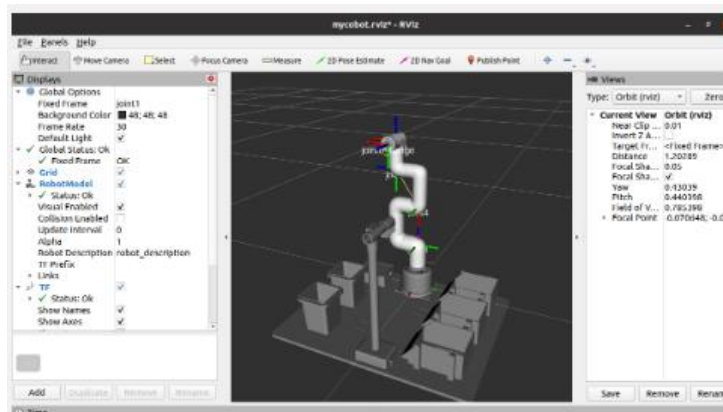 mycobot.rviz* - RViz
File Panels Help
Interact Move Camera Select Focus Camera Measure 2D Pose Estimate 2D Nav Goal Publish Point
Displays
Global Options
Fixed Frame joint1
Background Color 48; 48; 48
Frame Rate 30
Default Light
Global Status: Ok
Fixed Frame OK
Grid
RobotModel
Status: Ok
Visual Enabled
Collision Enabled
Update Interval 0
Alpha 1
Robot Description robot_description
TF Prefix
Links
TF
Status: Ok
Show Names
Show Axes
Add Duplicate Remove Rename
Time
Views
Type: Orbit (rviz) Zero
Current View Orbit (rviz)
Near Clip ... 0.01
Invert Z A...
Target Fr... <Fixed Frame>
Distance 1.20289
Focal Sha... 0.05
Focal Sha...
Yaw 0.43039
Pitch 0.440398
Field of V... 0.785398
Focal Point -0.070648; -0.0
Save Remove Renam